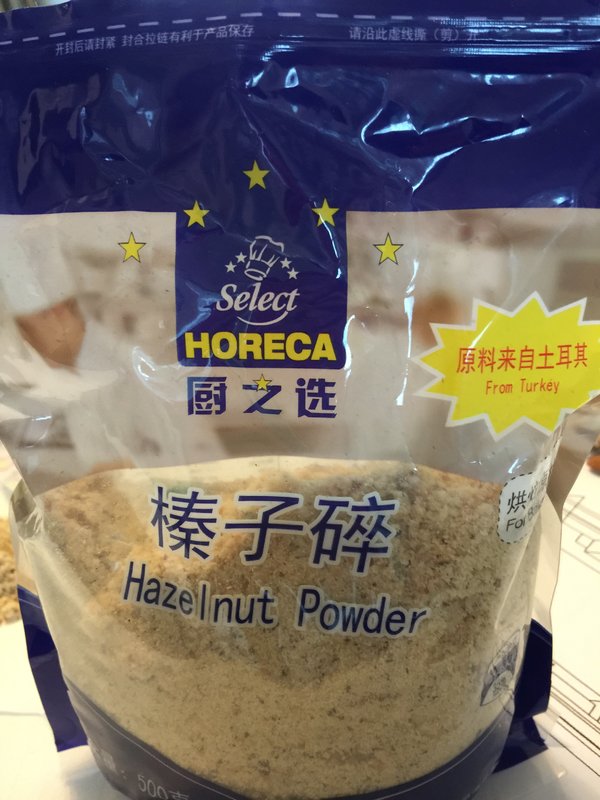 开封后请封紧 封合拉链有利于产品保存
请沿此虚线撕(剪)开
Select
HORECA
厨之选
原料来自土耳其
From Turkey
榛子碎
Hazelnut Powder
烘
For
500克